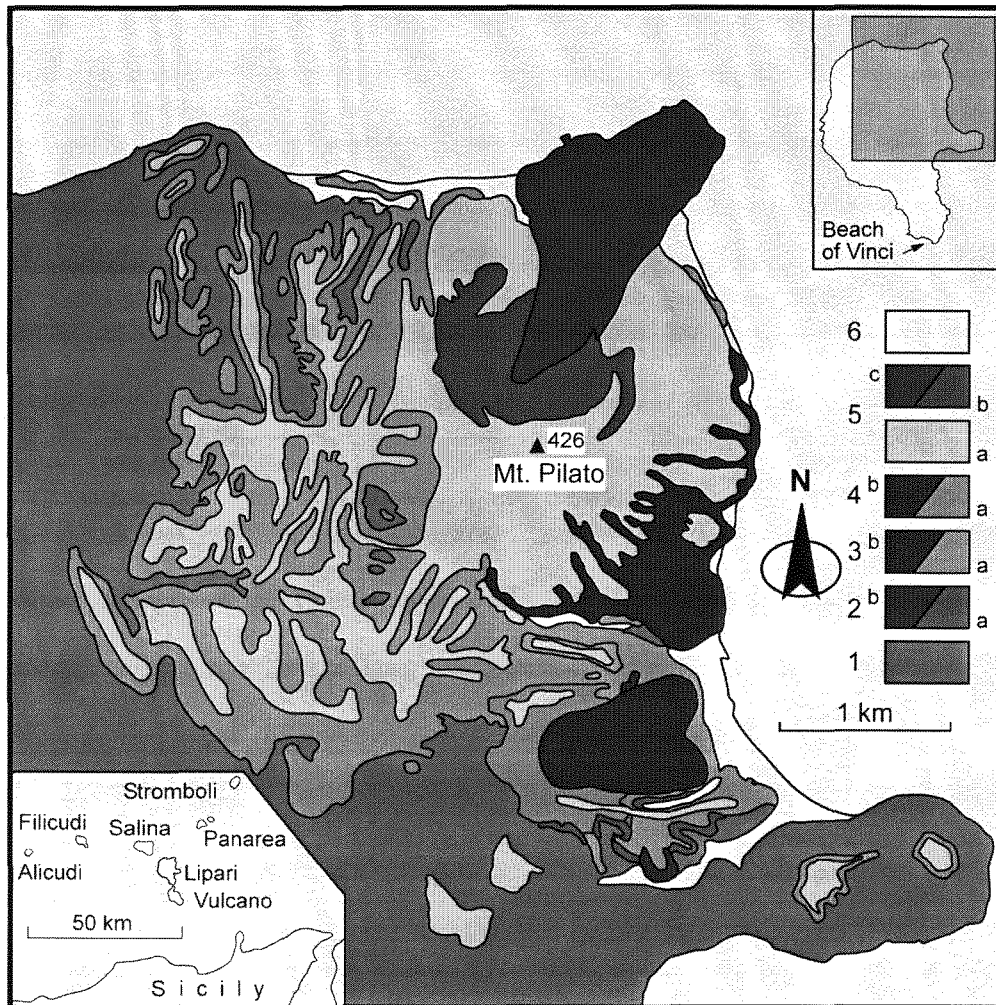 Beach
of Vinci
6
c
5
b
a
4 b
a
3 b
a
2 b
a
1
1 km
N
426
Mt. Pilato
Stromboli
Filicudi
Salina
Panarea
Alicudi
Lipari
Vulcano
50 km
Sicily